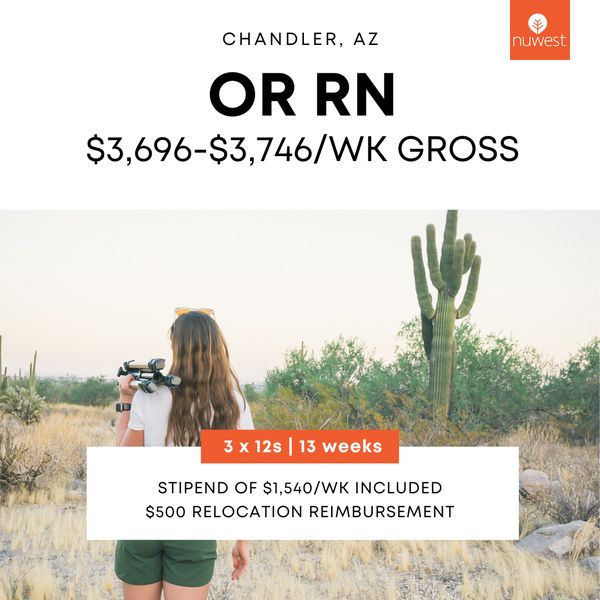 CHANDLER, AZ
nuwest
OR RN
$3,696-$3,746/WK GROSS
3 x 12s | 13 weeks
STIPEND OF $1,540/WK INCLUDED
$500 RELOCATION REIMBURSEMENT